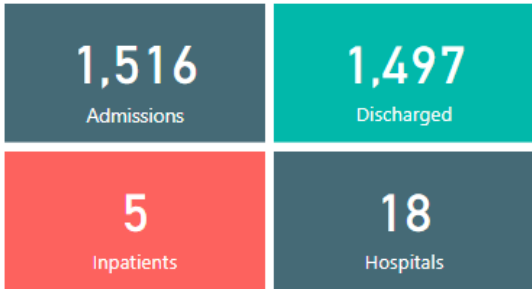 1,516
Admissions
1,497
Discharged
5
Inpatients
18
Hospitals